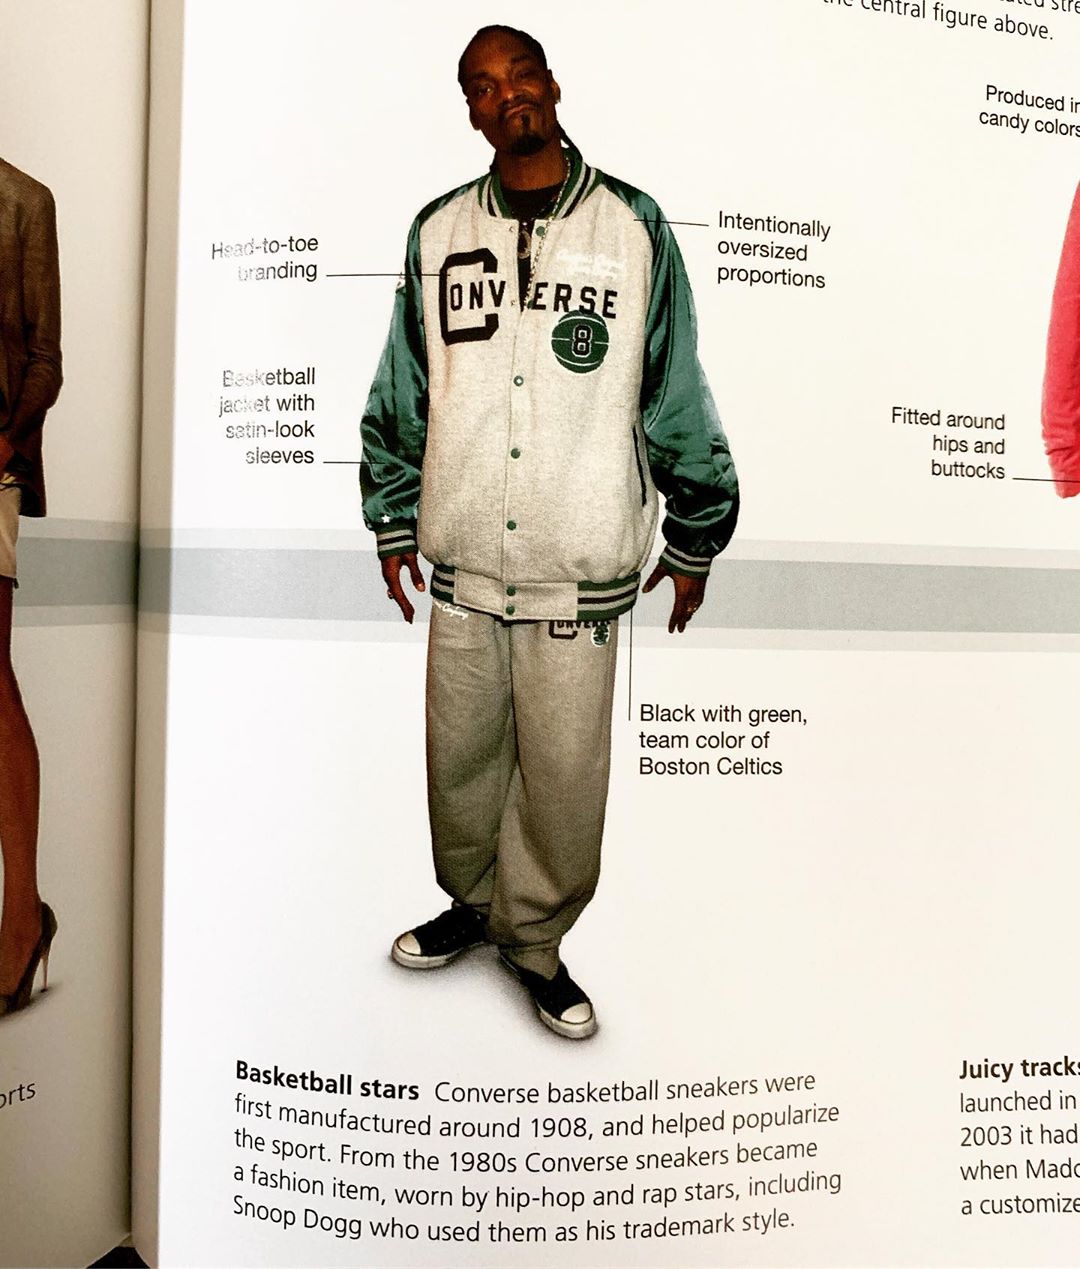 the central figure above.
Produced in
candy colors
Intentionally
oversized
proportions
Head-to-toe
branding
CONVERSE
8
Basketball
jacket with
satin-look
sleeves
Fitted around
hips and
buttocks
CONVERSE
Black with green,
team color of
Boston Celtics
Basketball stars Converse basketball sneakers were
first manufactured around 1908, and helped popularize
the sport. From the 1980s Converse sneakers became
a fashion item, worn by hip-hop and rap stars, including
Snoop Dogg who used them as his trademark style.
orts
Juicy tracks
launched in
2003 it had
when Mado
a customize